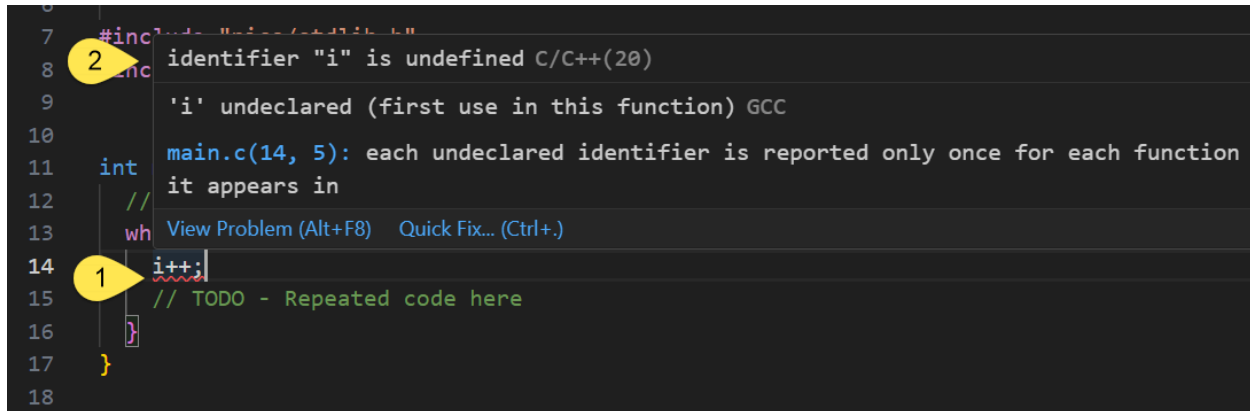 7 #inc
2
identifier "i" is undefined C/C++(20)
8 inc
9 'i' undeclared (first use in this function) GCC
10
main.c(14, 5): each undeclared identifier is reported only once for each function
11 int
it appears in
12 //
13 wh View Problem (Alt+F8) Quick Fix... (Ctrl+.)
14 i++;
1
15 // TODO - Repeated code here
16 }
17 }
18